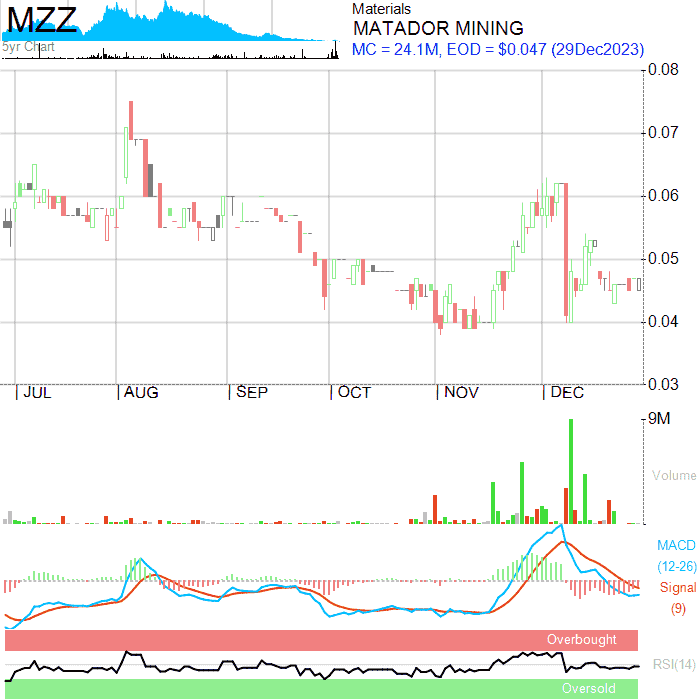 MZZ
5yr Chart
Materials
MATADOR MINING
MC = 24.1M, EOD = $0.047 (29Dec2023)
0.08
0.07
0.06
0.05
0.04
0.03
JUL AUG SEP OCT NOV DEC
9M
Volume
MACD
(12-26)
Signal
(9)
Overbought
RSI(14)
Oversold